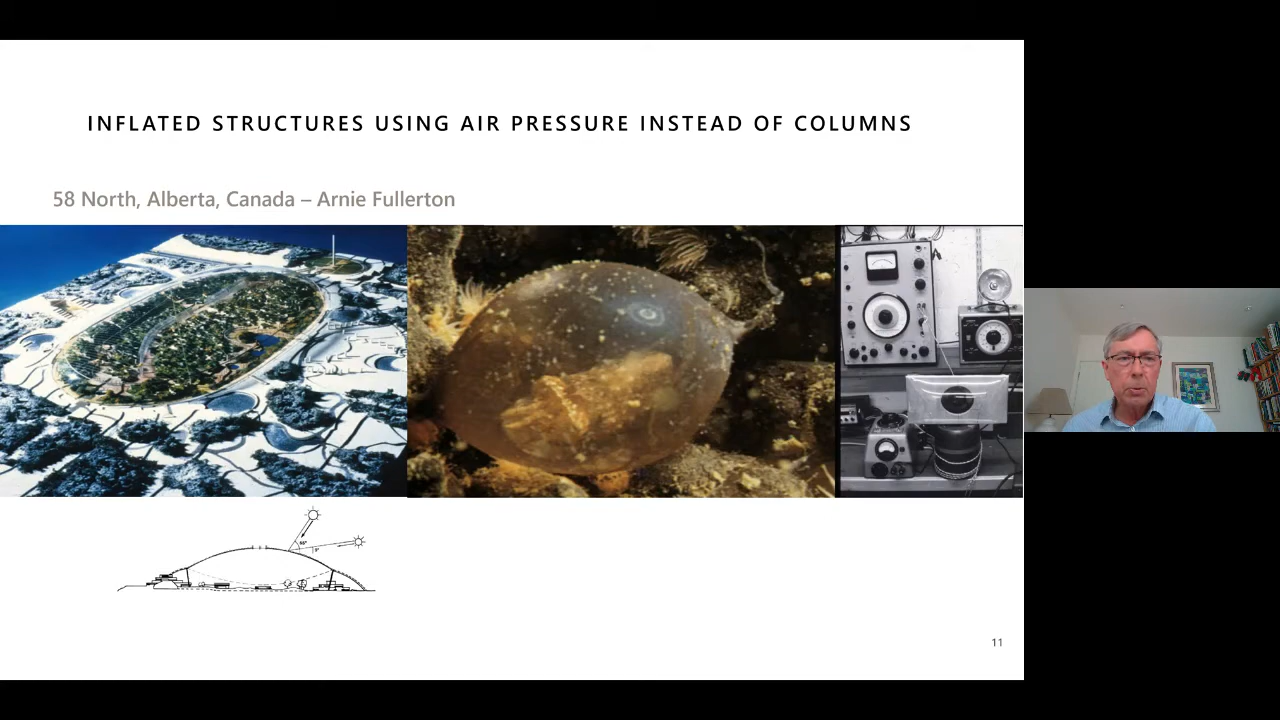 INFLATED STRUCTURES USING AIR PRESSURE INSTEAD OF COLUMNS
58 North, Alberta, Canada – Arnie Fullerton
11